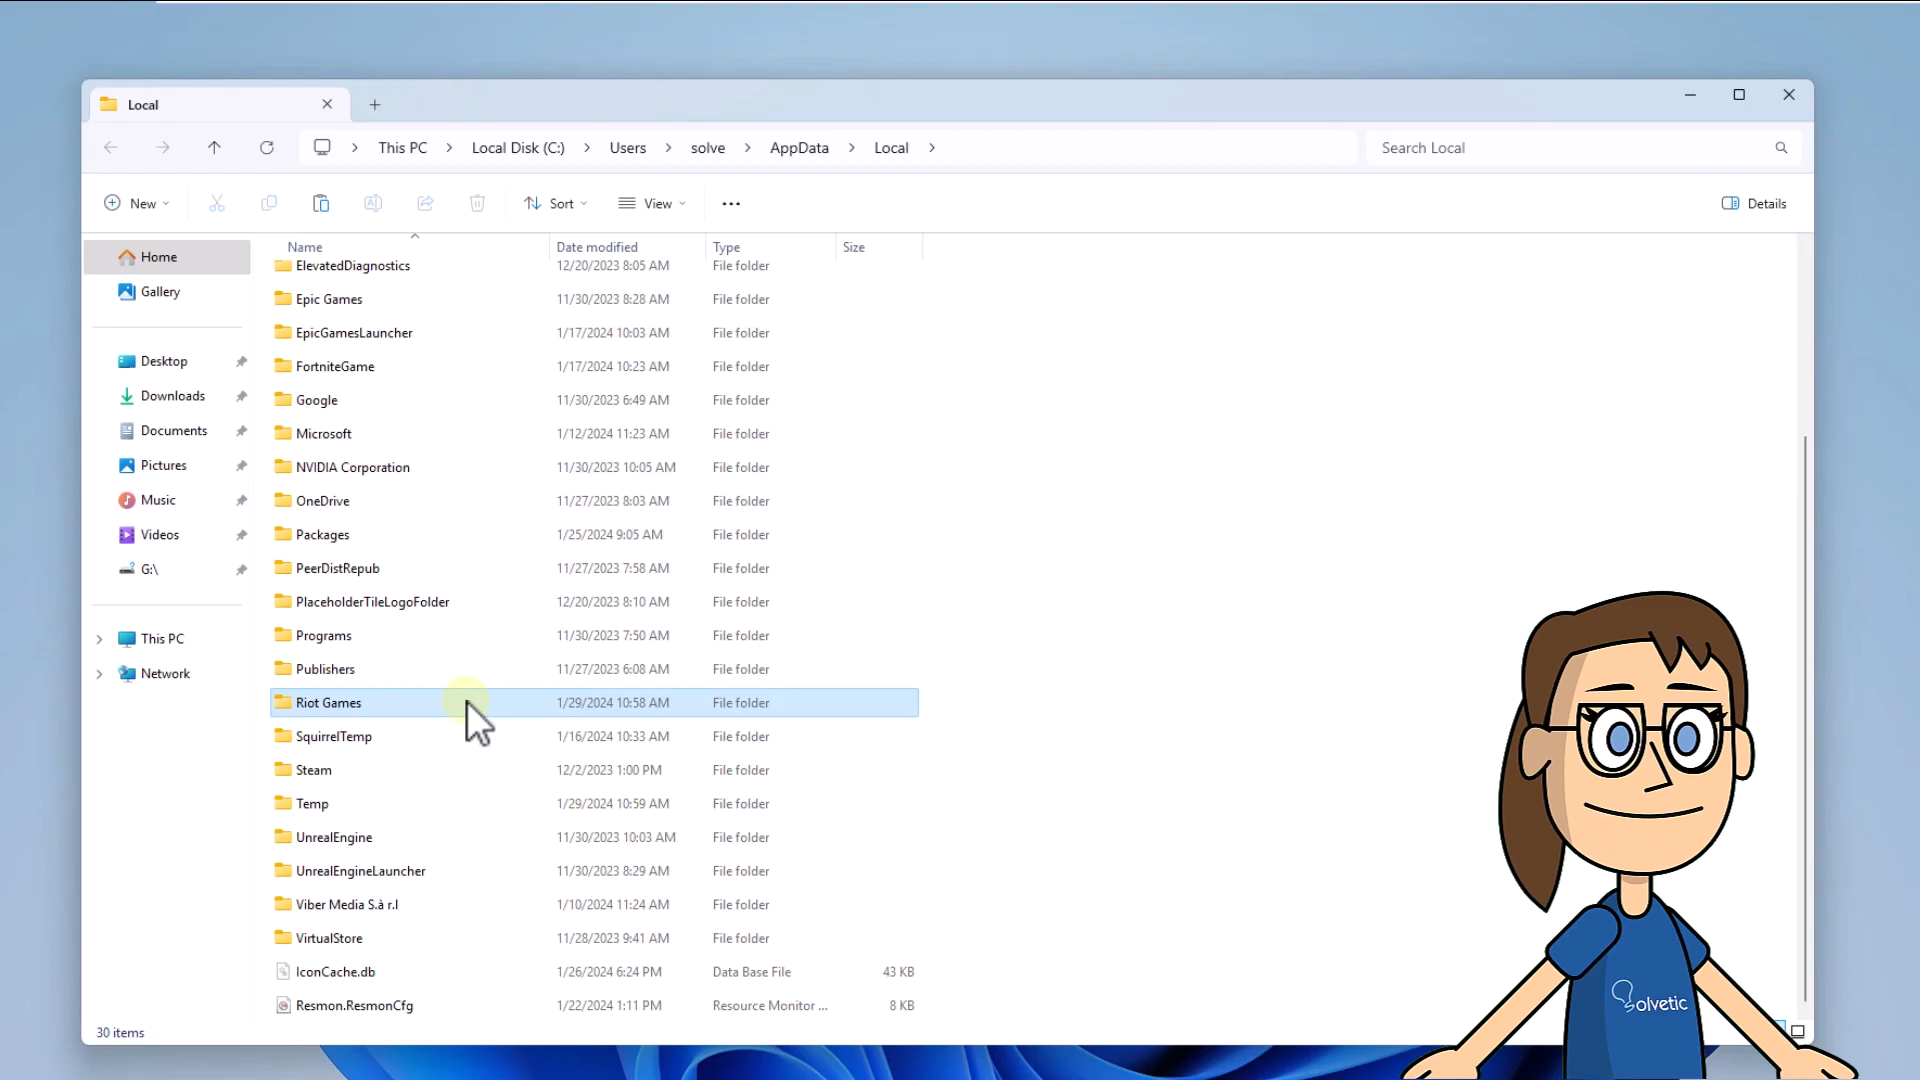 Local
This PC
Local Disk (C:)
Users
solve
AppData
Local
Search Local
New
Sort
View
Details
Name Date modified Type Size
Home
Gallery
Desktop
Downloads
Documents
Pictures
Music
Videos
G:\
This PC
Network
ElevatedDiagnostics 12/20/2023 8:05 AM File folder
Epic Games 11/30/2023 8:28 AM File folder
EpicGamesLauncher 1/17/2024 10:03 AM File folder
FortniteGame 1/17/2024 10:23 AM File folder
Google 11/30/2023 6:49 AM File folder
Microsoft 1/12/2024 11:23 AM File folder
NVIDIA Corporation 11/30/2023 10:05 AM File folder
OneDrive 11/27/2023 8:03 AM File folder
Packages 1/25/2024 9:05 AM File folder
PeerDistRepub 11/27/2023 7:58 AM File folder
PlaceholderTileLogoFolder 12/20/2023 8:10 AM File folder
Programs 11/30/2023 7:50 AM File folder
Publishers 11/27/2023 6:08 AM File folder
Riot Games 1/29/2024 10:58 AM File folder
SquirrelTemp 1/16/2024 10:33 AM File folder
Steam 12/2/2023 1:00 PM File folder
Temp 1/29/2024 10:59 AM File folder
UnrealEngine 11/30/2023 10:03 AM File folder
UnrealEngineLauncher 11/30/2023 8:29 AM File folder
Viber Media S.à r.l 1/10/2024 11:24 AM File folder
VirtualStore 11/28/2023 9:41 AM File folder
IconCache.db 1/26/2024 6:24 PM Data Base File 43 KB
Resmon.ResmonCfg 1/22/2024 1:11 PM Resource Monitor ... 8 KB
30 items
Solvetic